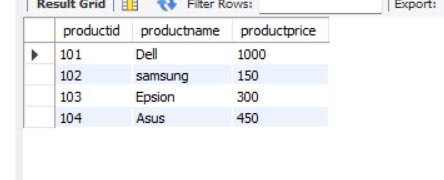 Result Grid Filter Rows: Export:
productid productname productprice
101 Dell 1000
102 samsung 150
103 Epsion 300
104 Asus 450